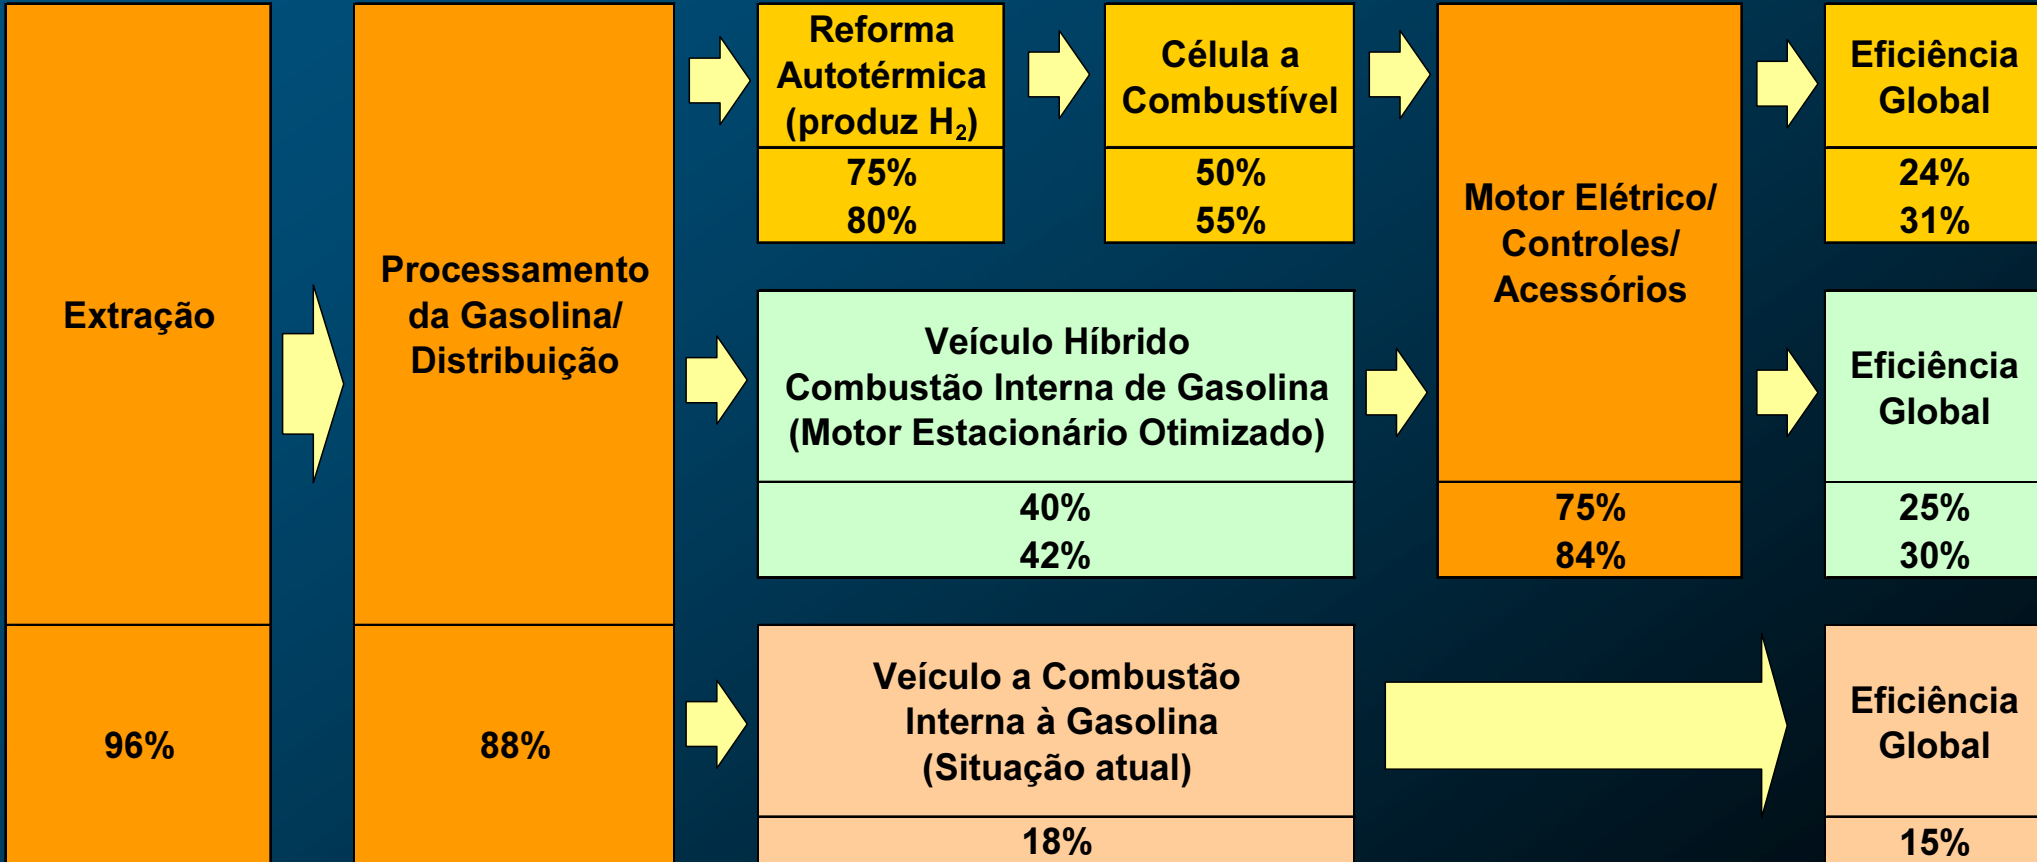 Extração
96%
Processamento
da Gasolina/
Distribuição
88%
Reforma
Autotérmica
(produz H₂)
75%
80%
Célula a
Combustível
50%
55%
Veículo Híbrido
Combustão Interna de Gasolina
(Motor Estacionário Otimizado)
40%
42%
Veículo a Combustão
Interna à Gasolina
(Situação atual)
18%
Motor Elétrico/
Controles/
Acessórios
75%
84%
Eficiência
Global
24%
31%
Eficiência
Global
25%
30%
Eficiência
Global
15%